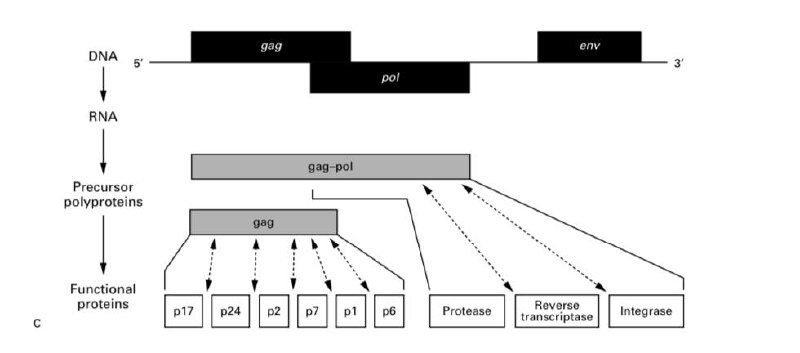 DNA
5′
gag
pol
env
3′
RNA
Precursor
polyproteins
gag–pol
gag
Functional
proteins
p17
p24
p2
p7
p1
p6
Protease
Reverse
transcriptase
Integrase
C